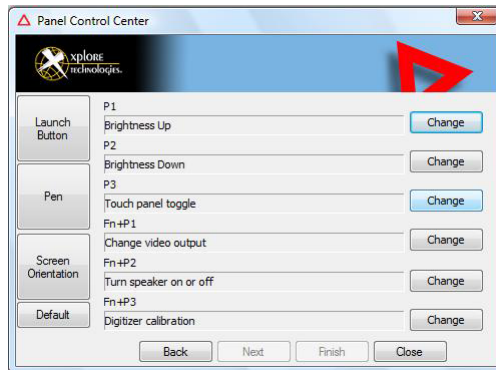 Panel Control Center
xplore
technologies.
Launch
Button
Pen
Screen
Orientation
Default
P1
Brightness Up
Change
P2
Brightness Down
Change
P3
Touch panel toggle
Change
Fn+P1
Change video output
Change
Fn+P2
Turn speaker on or off
Change
Fn+P3
Digitizer calibration
Change
Back Next Finish Close